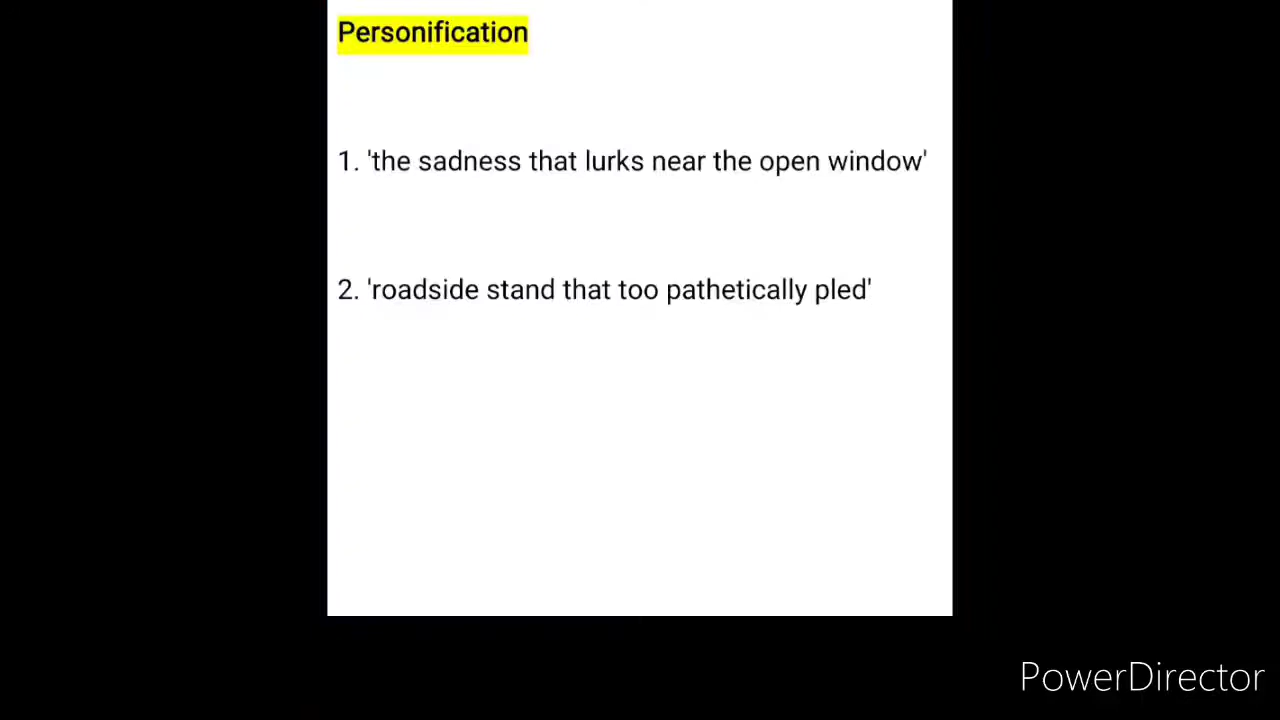 Personification
1. 'the sadness that lurks near the open window'
2. 'roadside stand that too pathetically pled'
PowerDirector